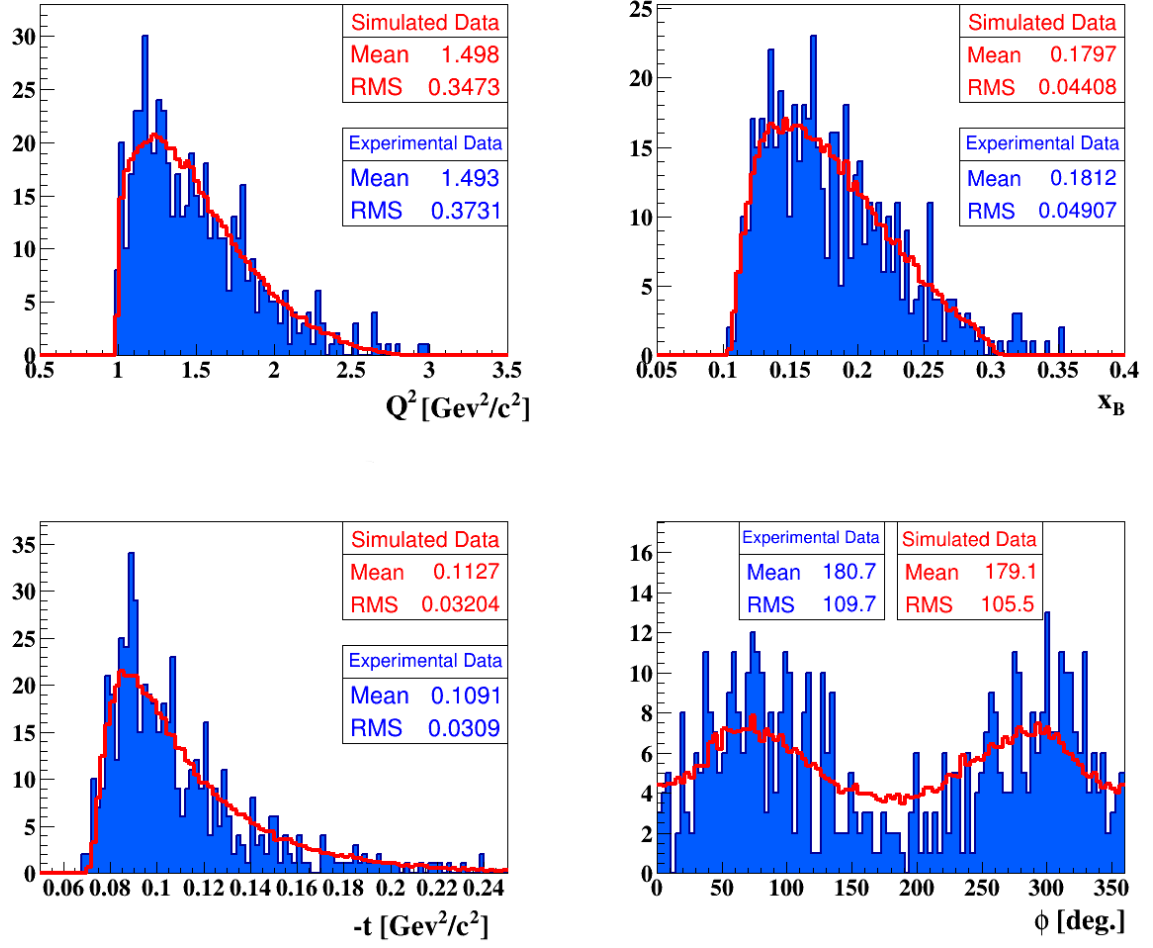 30
25
20
15
10
5
0
0.5 1 1.5 2 2.5 3 3.5
Q² [Gev²/c²]
Simulated Data
Mean 1.498
RMS 0.3473
Experimental Data
Mean 1.493
RMS 0.3731
25
20
15
10
5
0
0.05 0.1 0.15 0.2 0.25 0.3 0.35 0.4
x_B
Simulated Data
Mean 0.1797
RMS 0.04408
Experimental Data
Mean 0.1812
RMS 0.04907
35
30
25
20
15
10
5
0
0.06 0.08 0.1 0.12 0.14 0.16 0.18 0.2 0.22 0.24
-t [Gev²/c²]
Simulated Data
Mean 0.1127
RMS 0.03204
Experimental Data
Mean 0.1091
RMS 0.0309
16
14
12
10
8
6
4
2
0
0 50 100 150 200 250 300 350
ϕ [deg.]
Experimental Data
Mean 180.7
RMS 109.7
Simulated Data
Mean 179.1
RMS 105.5